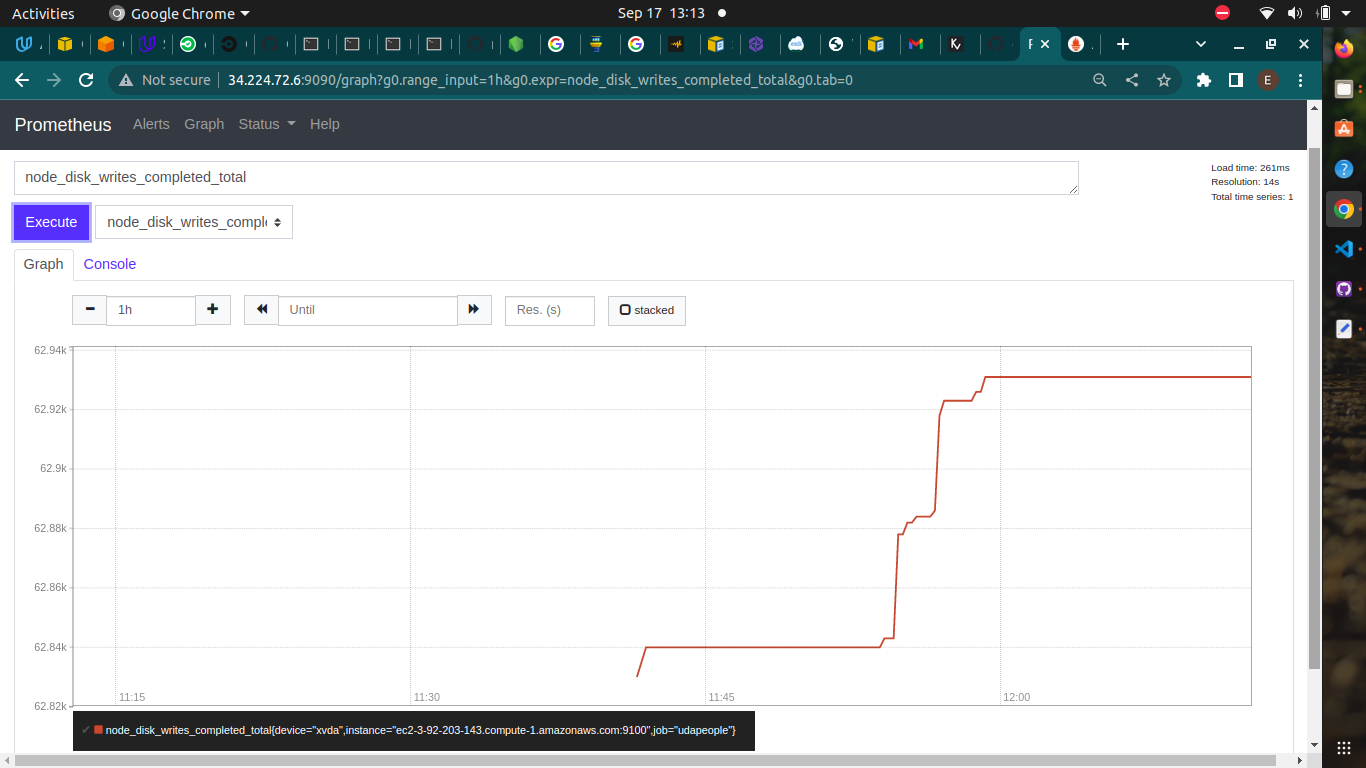 Activities
Google Chrome
Sep 17 13:13
Not secure
34.224.72.6:9090/graph?g0.range_input=1h&g0.expr=node_disk_writes_completed_total&g0.tab=0
E
Prometheus
Alerts
Graph
Status
Help
node_disk_writes_completed_total
Load time: 261ms
Resolution: 14s
Total time series: 1
Execute
node_disk_writes_comple
Graph
Console
1h
Until
Res. (s)
stacked
62.94k
62.92k
62.9k
62.88k
62.86k
62.84k
62.82k
11:15
11:30
11:45
12:00
✔ node_disk_writes_completed_total{device="xvda",instance="ec2-3-92-203-143.compute-1.amazonaws.com:9100",job="udapeople"}